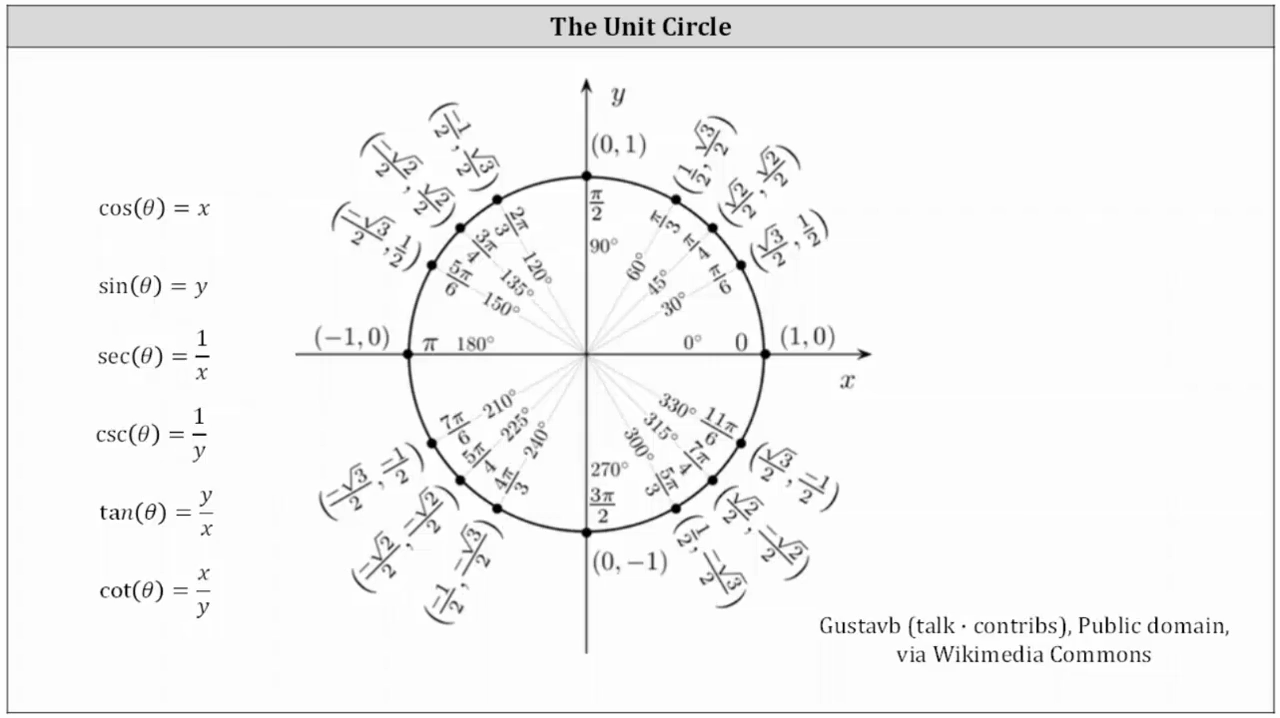 The Unit Circle
cos(θ) = x
sin(θ) = y
sec(θ) = 1/x
csc(θ) = 1/y
tan(θ) = y/x
cot(θ) = x/y
y
x
(0, 1)
π/2
90°
(1/2, √3/2)
π/3
60°
(√2/2, √2/2)
π/4
45°
(√3/2, 1/2)
π/6
30°
(−1/2, √3/2)
2π/3
120°
(−√2/2, √2/2)
3π/4
135°
(−√3/2, 1/2)
5π/6
150°
(−1, 0)
π 180°
0° 0
(1, 0)
210°
7π/6
(−√3/2, −1/2)
225°
5π/4
(−√2/2, −√2/2)
240°
4π/3
(−1/2, −√3/2)
270°
3π/2
(0, −1)
300°
5π/3
(1/2, −√3/2)
315°
7π/4
(√2/2, −√2/2)
330°
11π/6
(√3/2, −1/2)
Gustavb (talk · contribs), Public domain,
via Wikimedia Commons